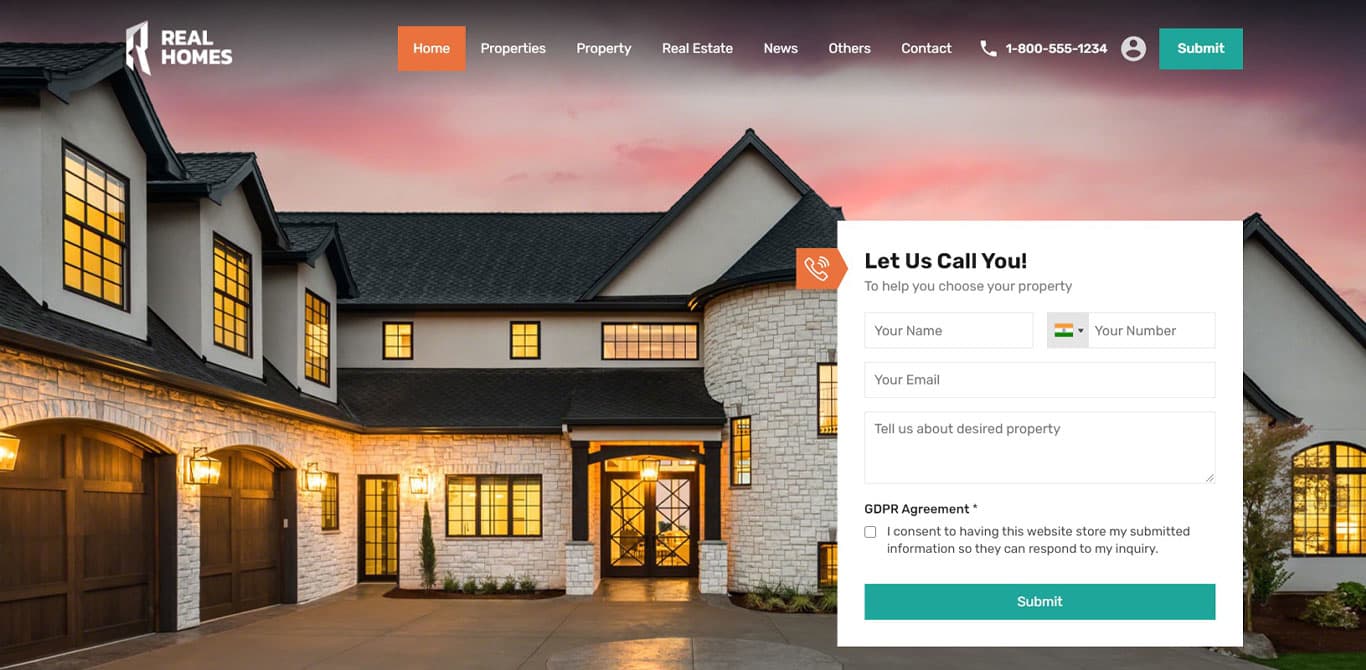 REAL
HOMES
Home Properties Property Real Estate News Others Contact 1-800-555-1234 Submit
Let Us Call You!
To help you choose your property
Your Name Your Number
Your Email
Tell us about desired property
GDPR Agreement *
I consent to having this website store my submitted
information so they can respond to my inquiry.
Submit